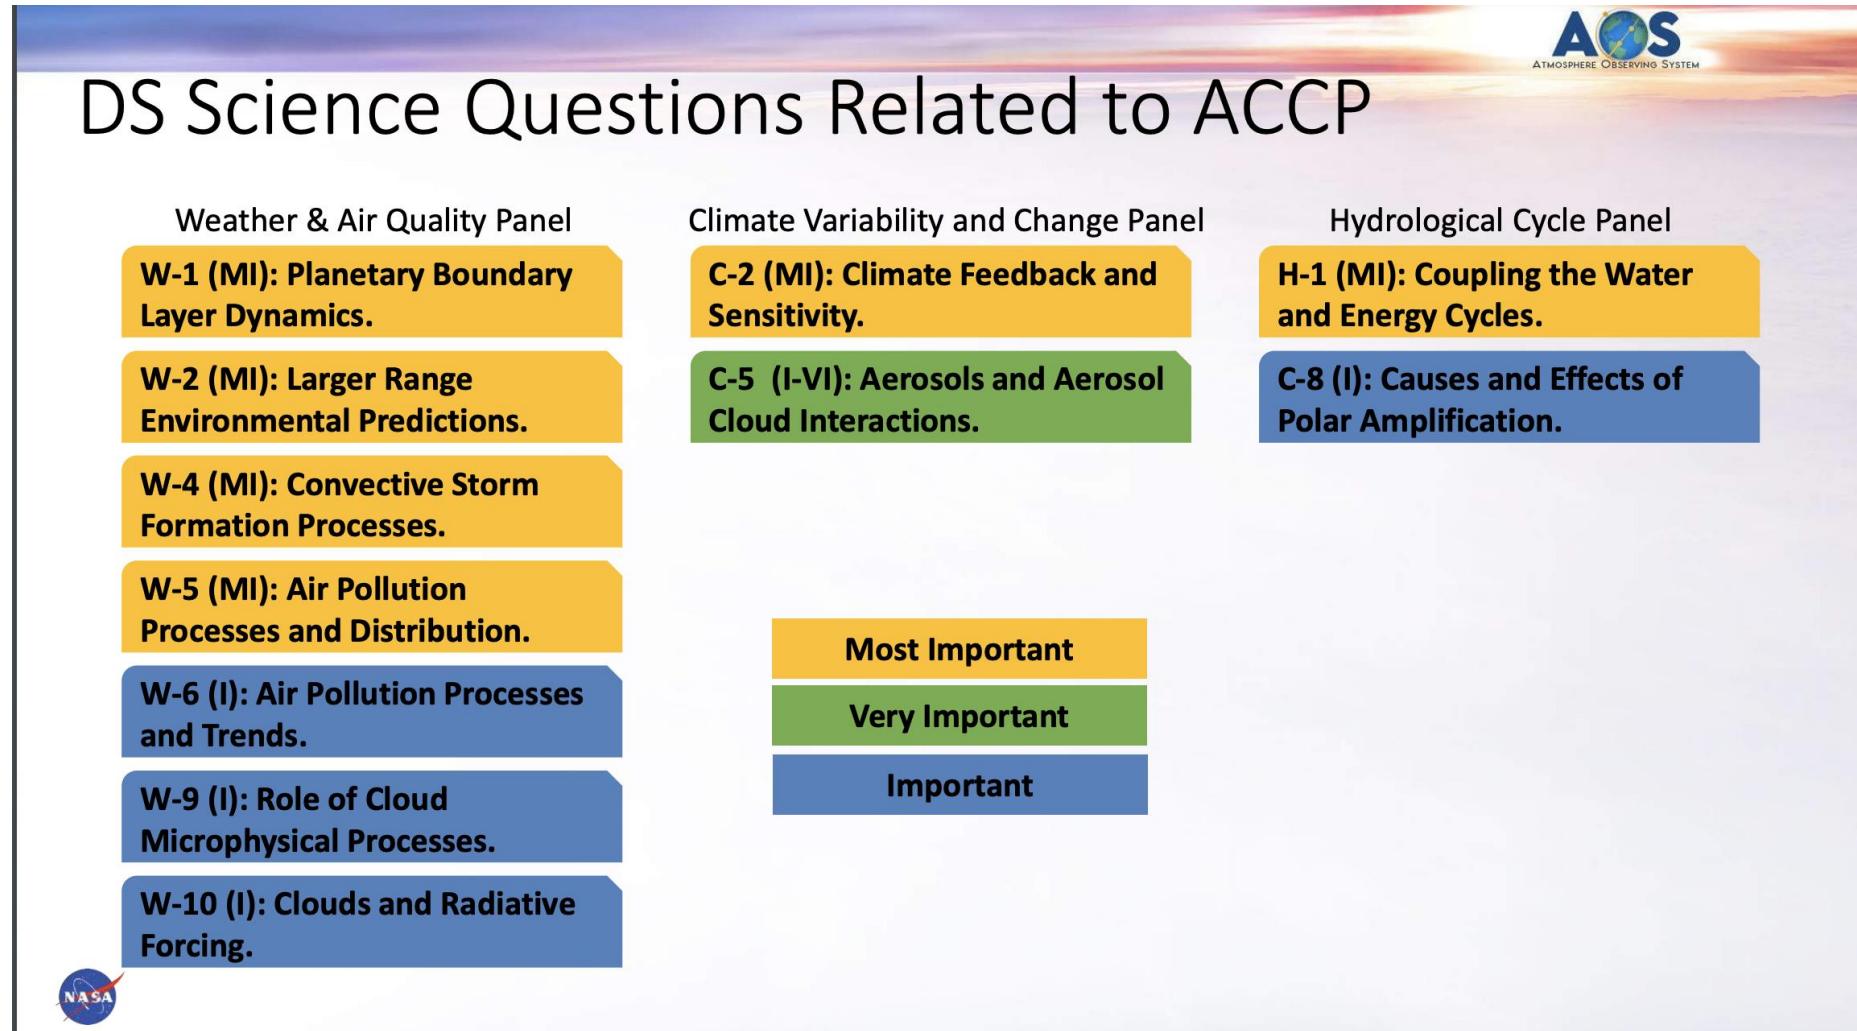 AOS
ATMOSPHERE OBSERVING SYSTEM
DS Science Questions Related to ACCP
Weather & Air Quality Panel
W-1 (MI): Planetary Boundary
Layer Dynamics.
W-2 (MI): Larger Range
Environmental Predictions.
W-4 (MI): Convective Storm
Formation Processes.
W-5 (MI): Air Pollution
Processes and Distribution.
W-6 (I): Air Pollution Processes
and Trends.
W-9 (I): Role of Cloud
Microphysical Processes.
W-10 (I): Clouds and Radiative
Forcing.
Climate Variability and Change Panel
C-2 (MI): Climate Feedback and
Sensitivity.
C-5  (I-VI): Aerosols and Aerosol
Cloud Interactions.
Hydrological Cycle Panel
H-1 (MI): Coupling the Water
and Energy Cycles.
C-8 (I): Causes and Effects of
Polar Amplification.
Most Important
Very Important
Important
NASA